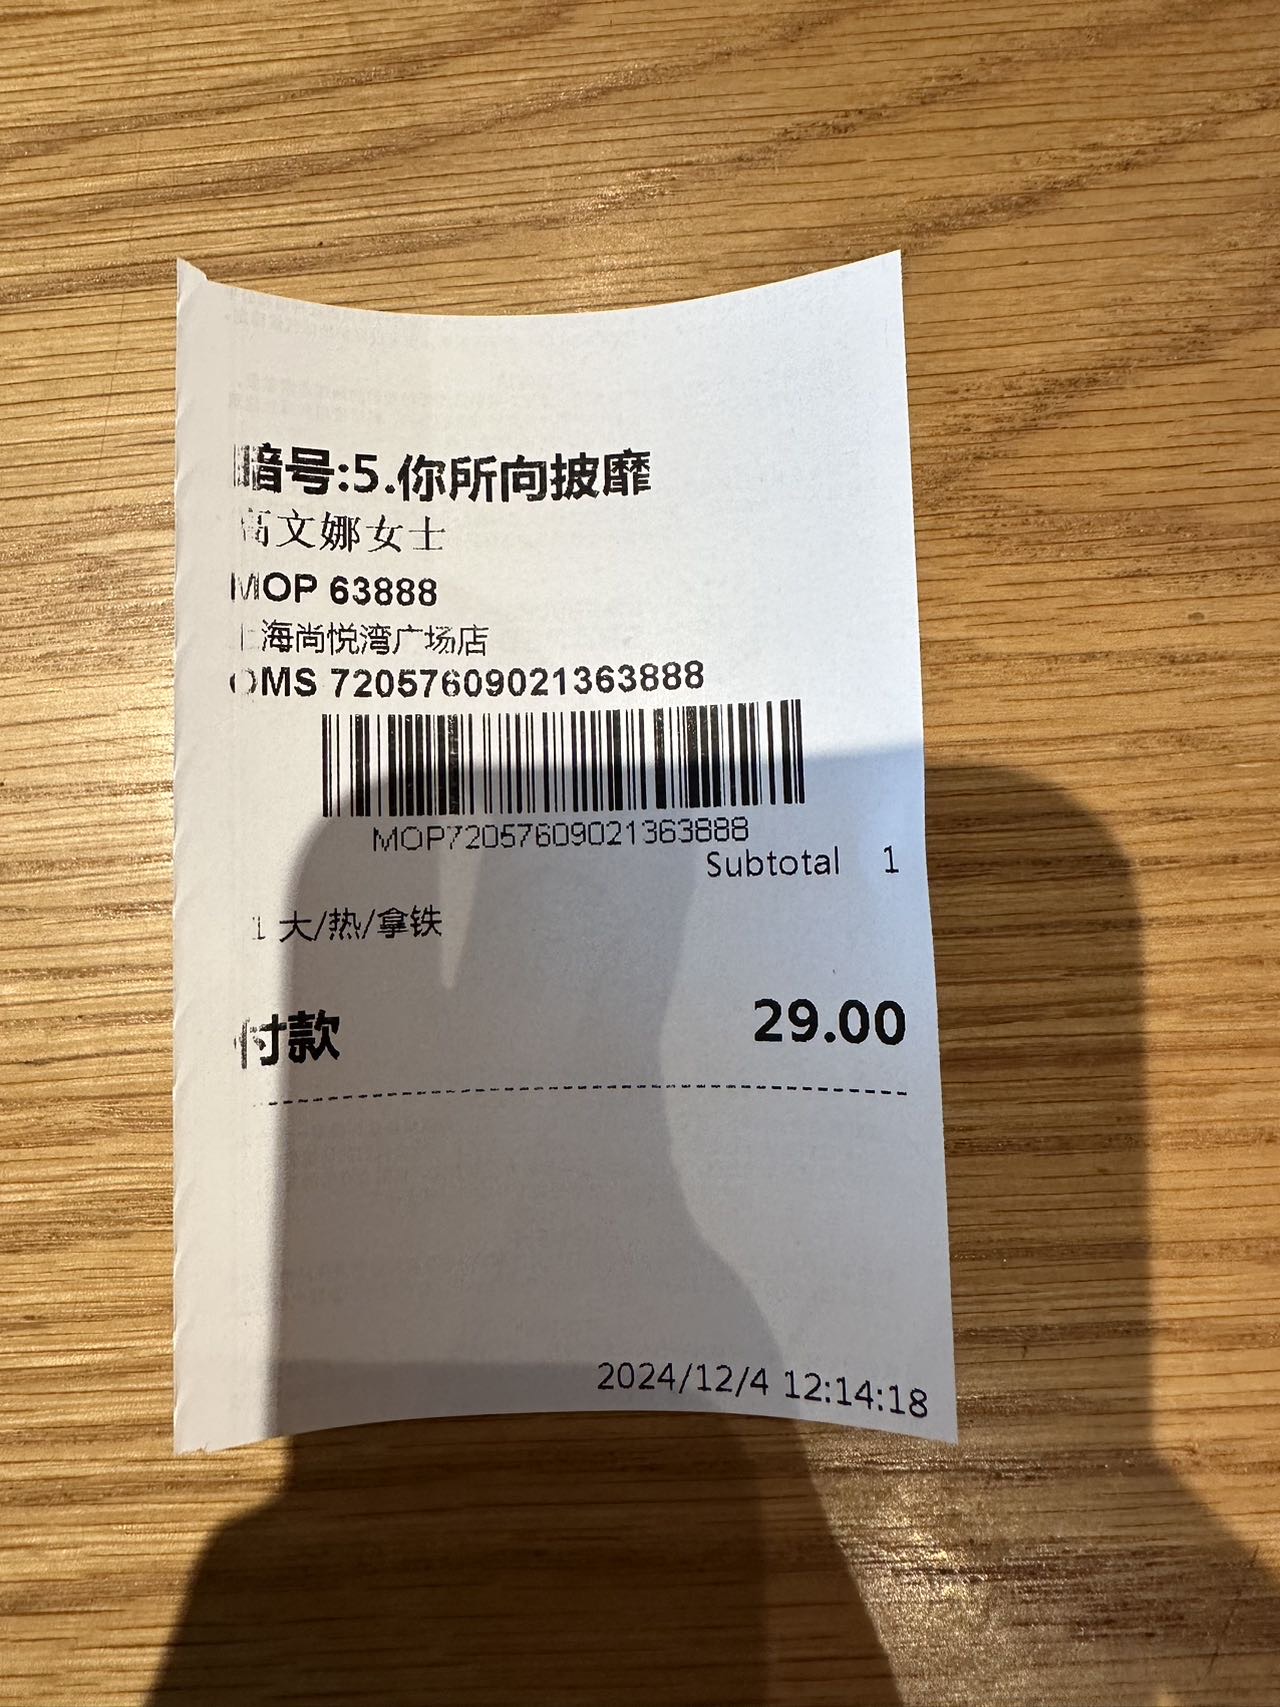 暗号:5.你所向披靡
高文娜女士
MOP 63888
上海尚悦湾广场店
OMS 72057609021363888
MOP72057609021363888
Subtotal 1
1 大/热/拿铁
付款 29.00
2024/12/4 12:14:18